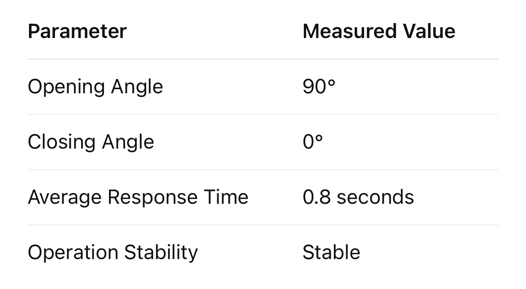 Parameter Measured Value
Opening Angle 90°
Closing Angle 0°
Average Response Time 0.8 seconds
Operation Stability Stable